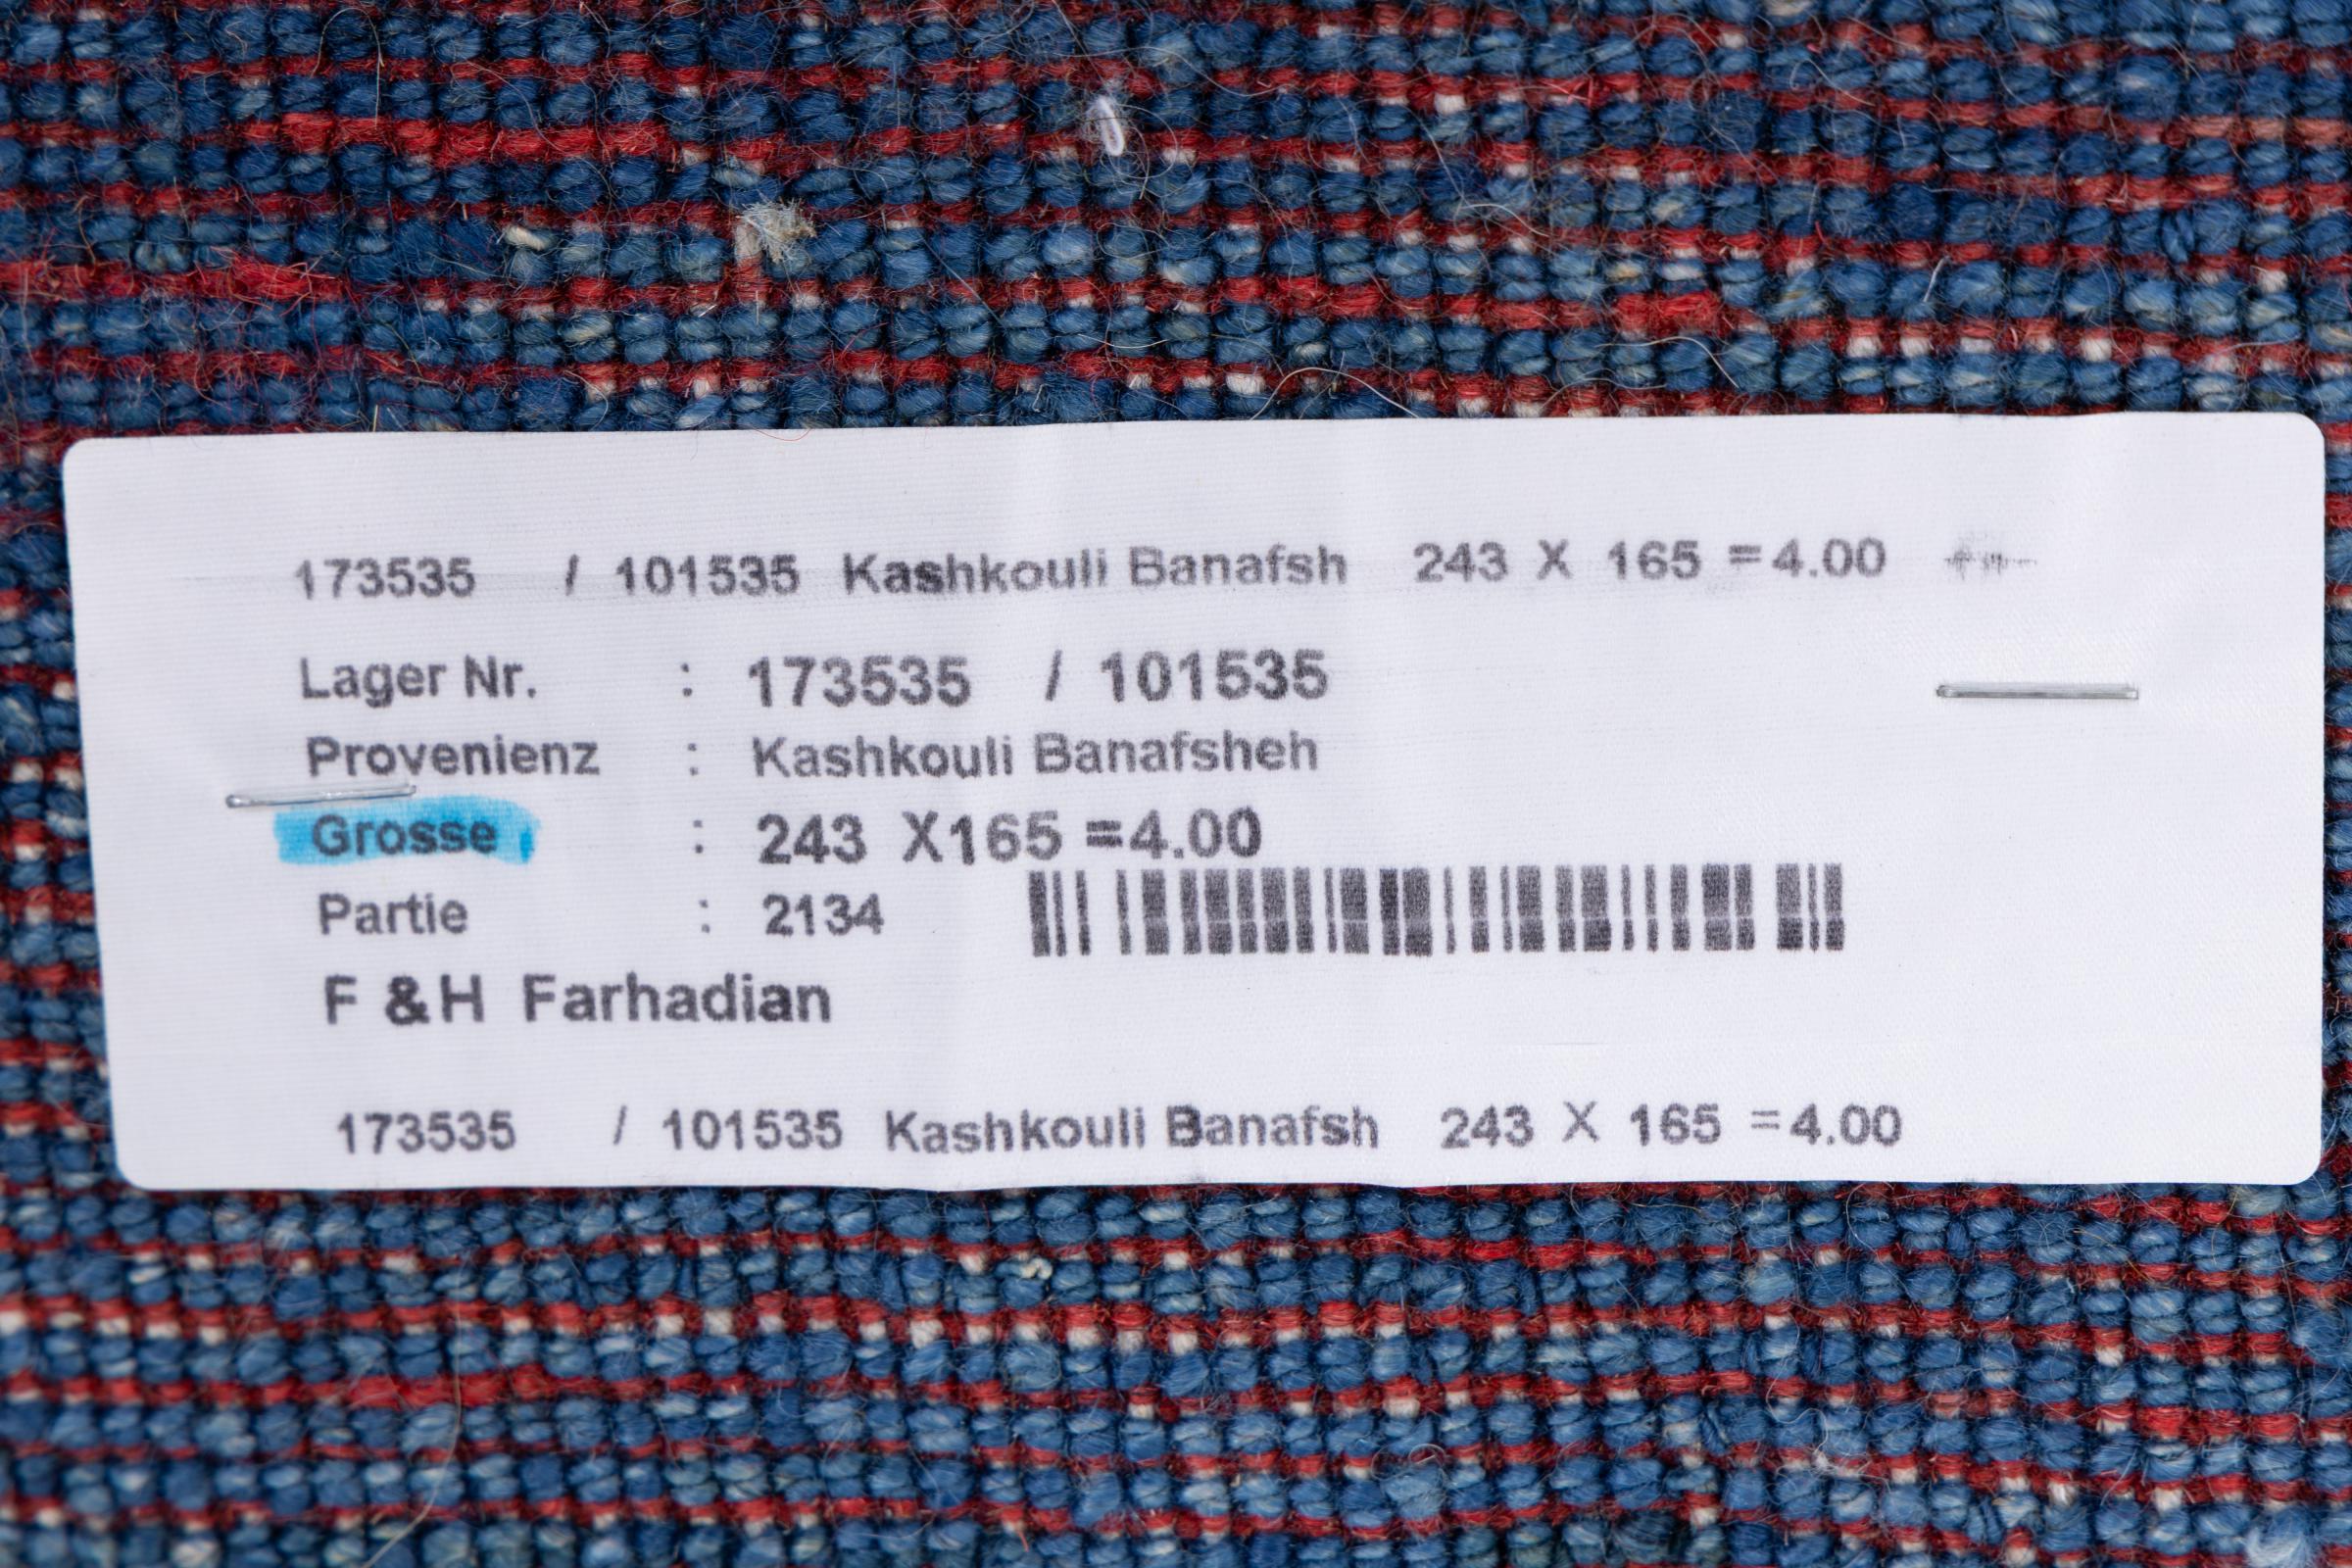 173535 / 101535 Kashkouli Banafsh 243 X 165 =4.00
Lager Nr. : 173535 / 101535
Provenienz : Kashkouli Banafsheh
Grosse : 243 X165 =4.00
Partie : 2134
F &H Farhadian
173535 / 101535 Kashkouli Banafsh 243 X 165 =4.00